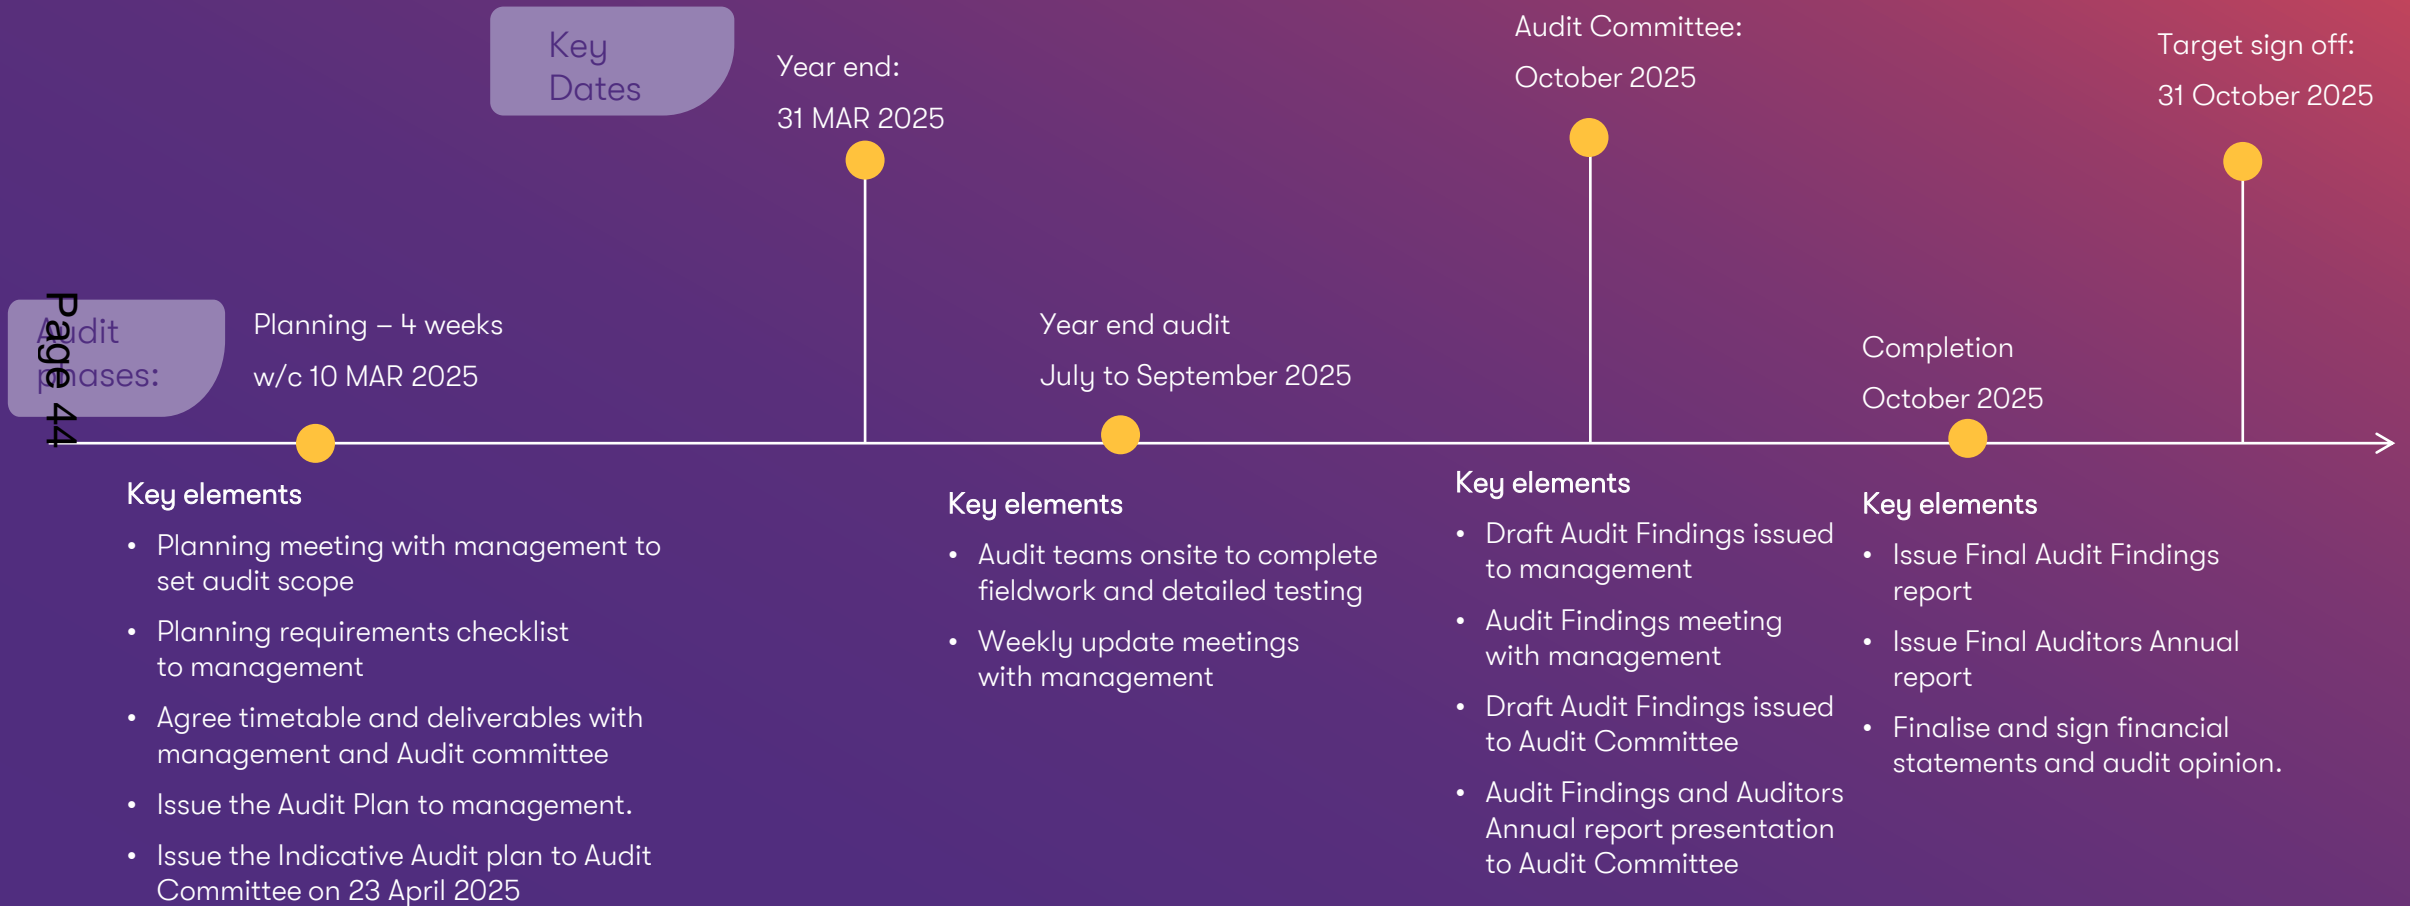 Key
Dates
Year end:
31 MAR 2025
Audit Committee:
October 2025
Target sign off:
31 October 2025
Page 44
Audit
phases:
Planning – 4 weeks
w/c 10 MAR 2025
Year end audit
July to September 2025
Completion
October 2025
Key elements
• Planning meeting with management to
set audit scope
• Planning requirements checklist
to management
• Agree timetable and deliverables with
management and Audit committee
• Issue the Audit Plan to management.
• Issue the Indicative Audit plan to Audit
Committee on 23 April 2025
Key elements
• Audit teams onsite to complete
fieldwork and detailed testing
• Weekly update meetings
with management
Key elements
• Draft Audit Findings issued
to management
• Audit Findings meeting
with management
• Draft Audit Findings issued
to Audit Committee
• Audit Findings and Auditors
Annual report presentation
to Audit Committee
Key elements
• Issue Final Audit Findings
report
• Issue Final Auditors Annual
report
• Finalise and sign financial
statements and audit opinion.